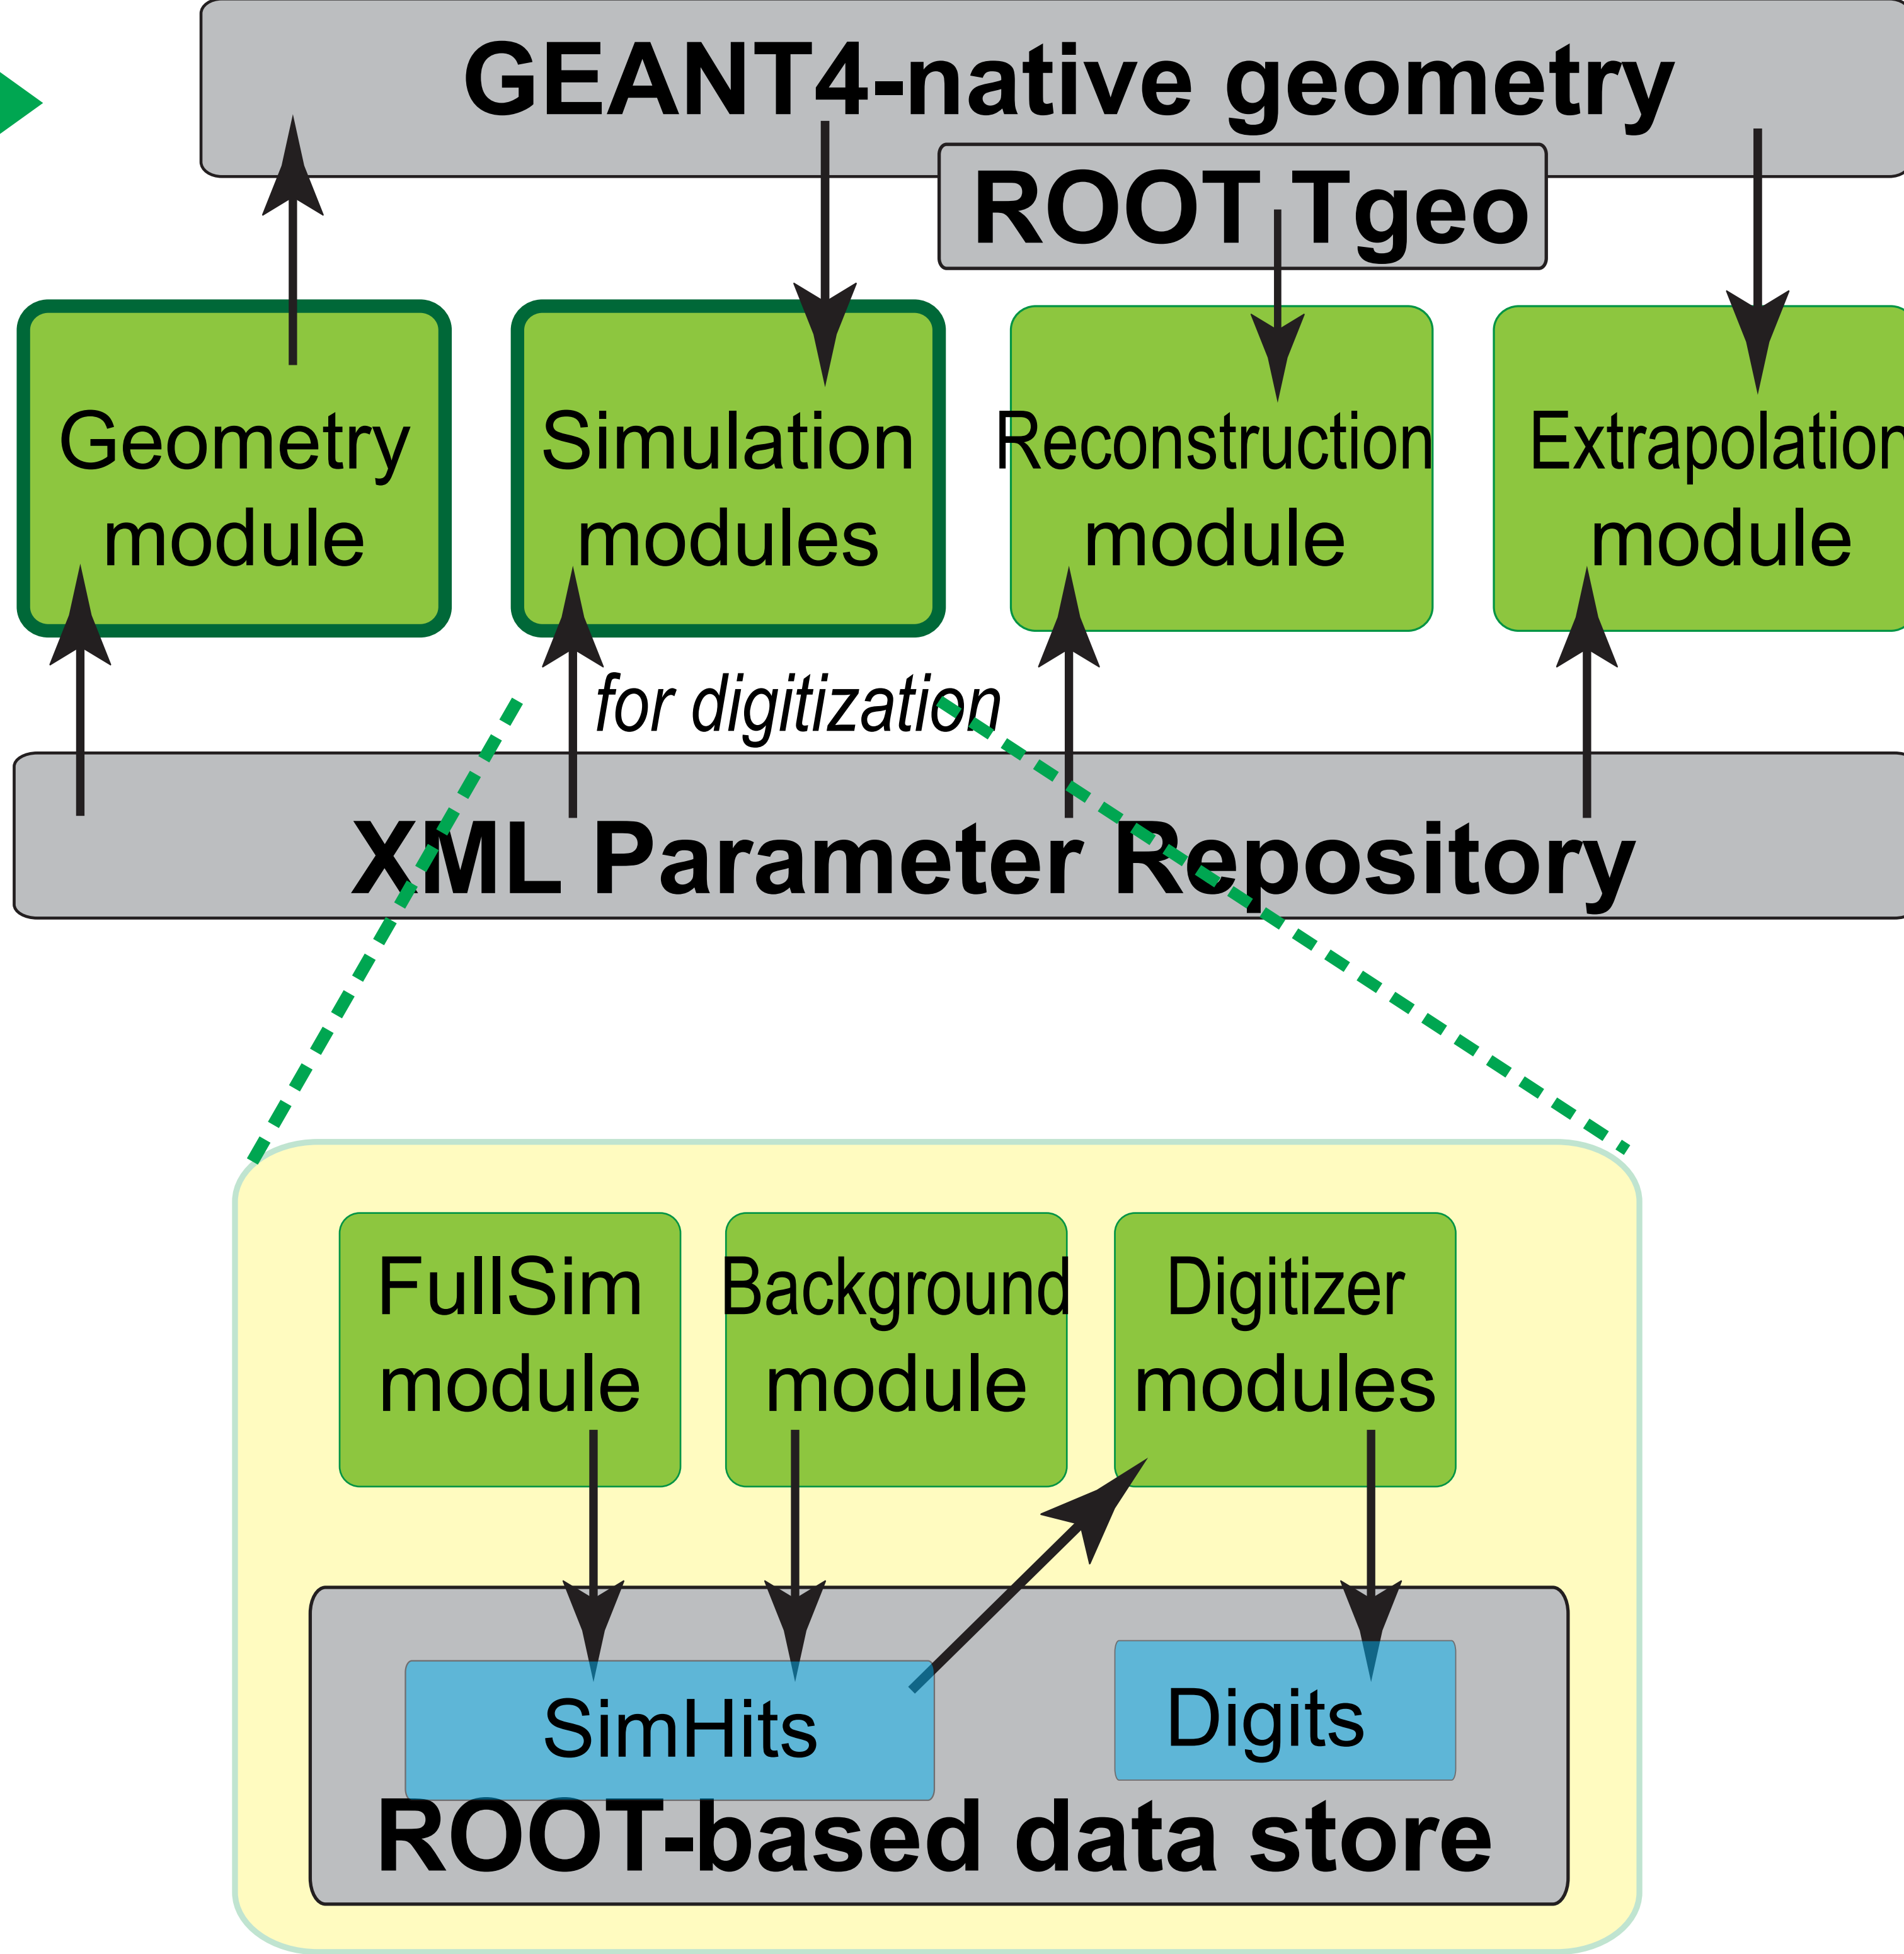 GEANT4-native geometry
ROOT Tgeo
Geometry
module
Simulation
modules
Reconstruction
module
Extrapolation
module
for digitization
XML Parameter Repository
FullSim
module
Background
module
Digitizer
modules
SimHits
Digits
ROOT-based data store